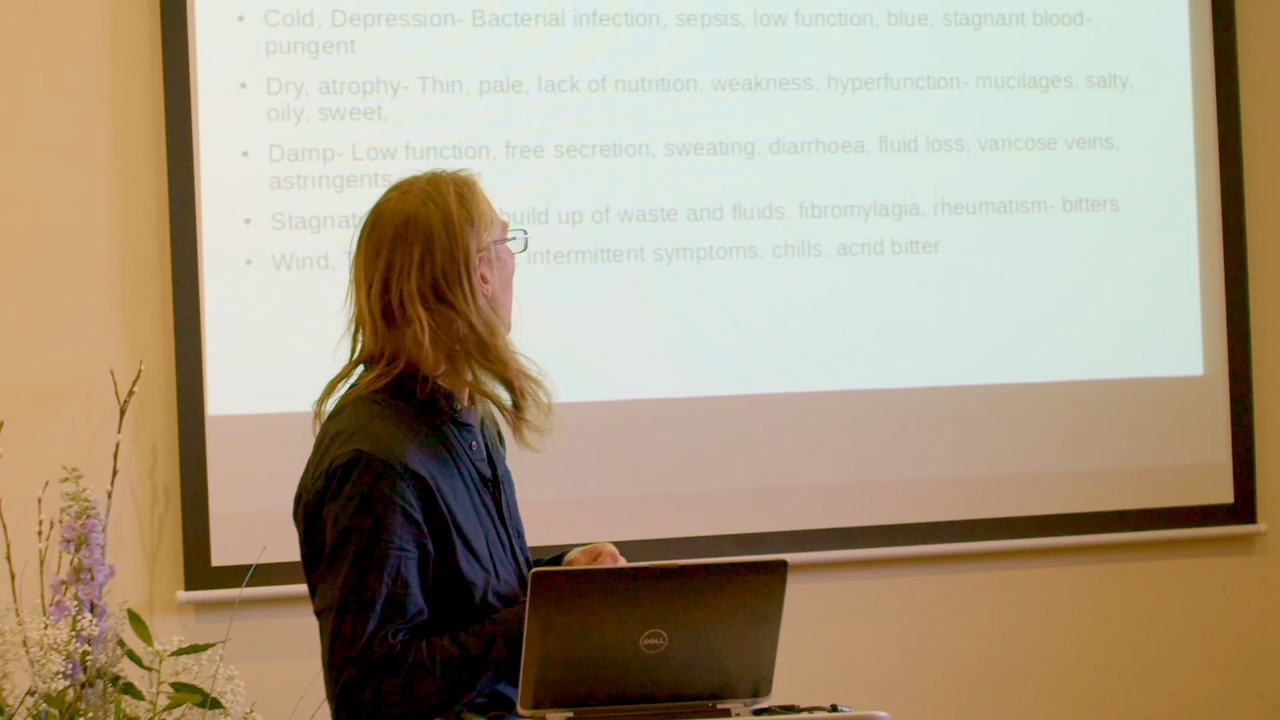 Cold, Depression- Bacterial infection, sepsis, low function, blue, stagnant blood-
pungent
Dry, atrophy- Thin, pale, lack of nutrition, weakness, hyperfunction- mucilages, salty,
oily, sweet,
Damp- Low function, free secretion, sweating, diarrhoea, fluid loss, varicose veins,
astringents
build up of waste and fluids, fibromylagia, rheumatism- bitters
Wind, intermittent symptoms, chills, acrid bitter
DELL